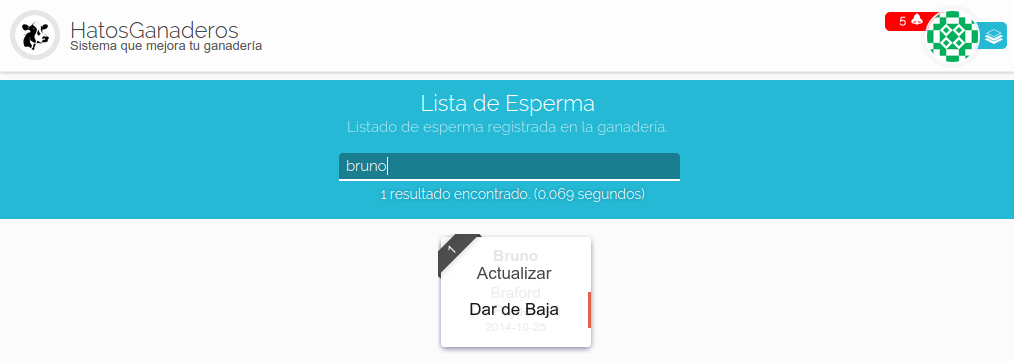 HatosGanaderos
Sistema que mejora tu ganadería
5
Lista de Esperma
Listado de esperma registrada en la ganadería.
bruno
1 resultado encontrado. (0.069 segundos)
1
Bruno
Actualizar
Braford
Dar de Baja
2014-10-25